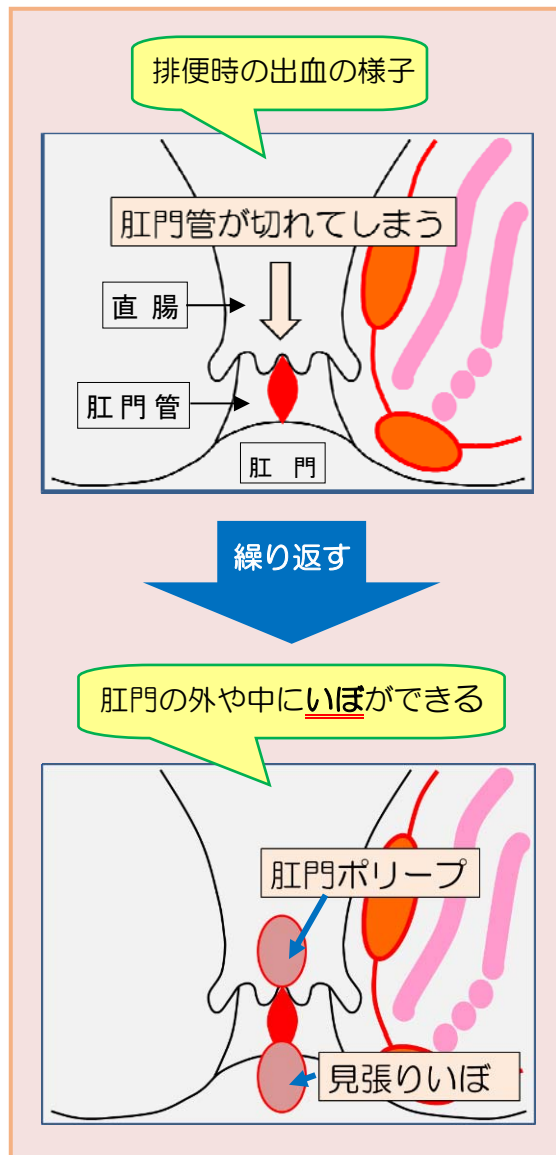 排便時の出血の様子
肛門管が切れてしまう
直腸
肛門管
肛 門
繰り返す
肛門の外や中にいぼができる
肛門ポリープ
見張りいぼ